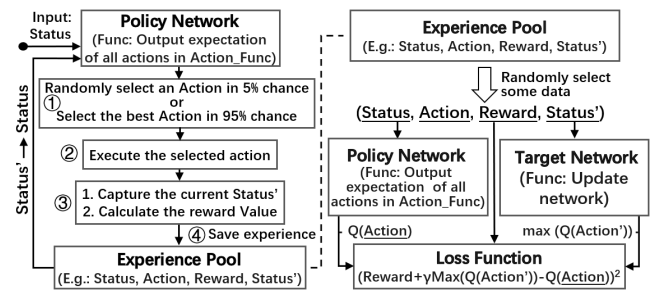 Input:
Status
Policy Network
(Func: Output expectation
of all actions in Action_Func)
Randomly select an Action in 5% chance
①
or
Select the best Action in 95% chance
②
Execute the selected action
③
1. Capture the current Status'
2. Calculate the reward Value
④ Save experience
Experience Pool
(E.g.: Status, Action, Reward, Status')
Status' → Status
Experience Pool
(E.g.: Status, Action, Reward, Status')
Randomly select
some data
(Status, Action, Reward, Status')
Policy Network
(Func: Output
expectation of all
actions in Action_Func)
Target Network
(Func: Update
network)
Q(Action)
max (Q(Action'))
Loss Function
(Reward+γMax(Q(Action'))-Q(Action))²